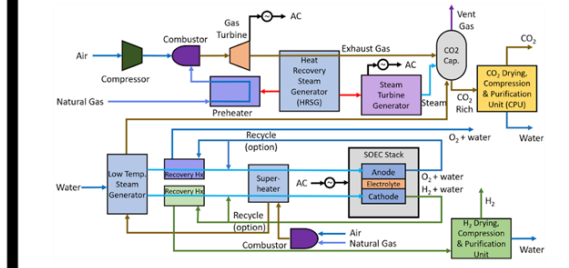 Gas
Turbine
AC
Vent
Gas
Combustor
CO2
Air
Compressor
Exhaust Gas
Heat
Recovery
Steam
Generator
(HRSG)
AC
CO2
Cap.
CO₂ Drying,
Compression
& Purification
Unit (CPU)
Steam
Turbine
Generator
Steam
CO₂
Rich
Natural Gas
Preheater
Water
O₂ + water
Recycle
(option)
SOEC Stack
Low Temp.
Steam
Generator
Recovery Hx
Recovery Hx
Super-
heater
AC
Anode
Electrolyte
Cathode
O₂ + water
H₂ + water
Water
Recycle
(option)
H₂
Combustor
Air
Natural Gas
H₂ Drying,
Compression
& Purification
Unit
Water